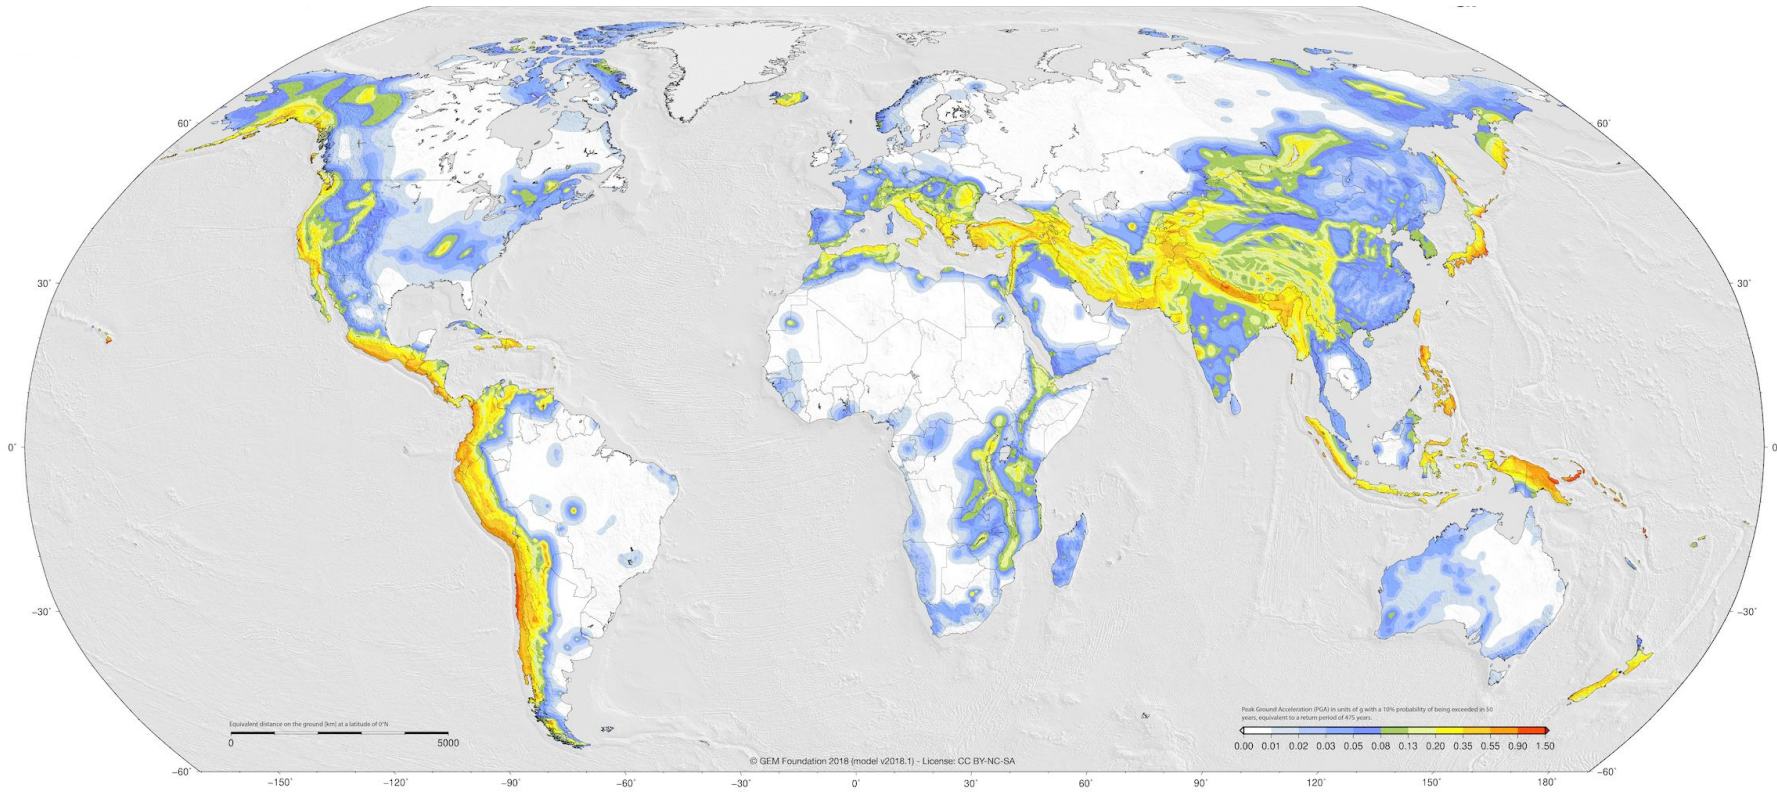 60°
60°
30°
30°
0°
0
−30°
−30°
Equivalent distance on the ground [km] at a latitude of 0°N
0
5000
Peak Ground Acceleration (PGA) in units of g with a 10% probability of being exceeded in 50
years, equivalent to a return period of 475 years.
0.00 0.01 0.02 0.03 0.05 0.08 0.13 0.20 0.35 0.55 0.90 1.50
© GEM Foundation 2018 (model v2018.1) - License: CC BY-NC-SA
−60°
−60°
−150° −120° −90° −60° −30° 0° 30° 60° 90° 120° 150° 180°